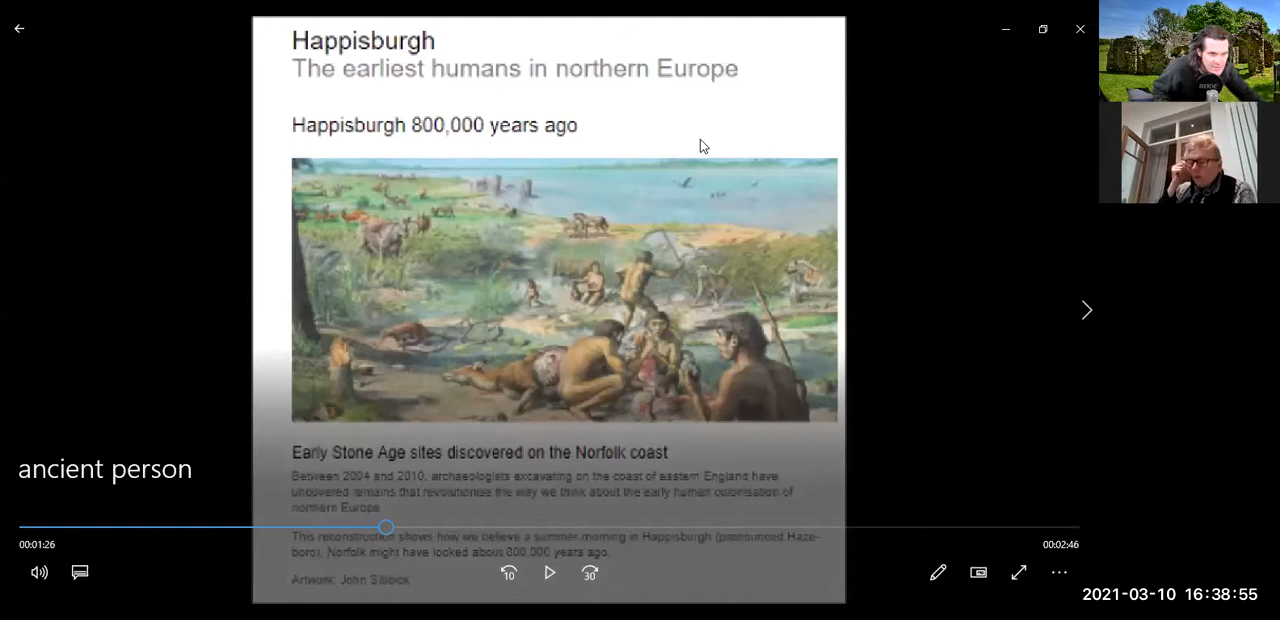 Happisburgh
The earliest humans in northern Europe
Happisburgh 800,000 years ago
Early Stone Age sites discovered on the Norfolk coast
Between 2004 and 2010, archaeologists excavating on the coast of eastern England have
uncovered remains that revolutionise the way we think about the early human colonisation of
northern Europe
This reconstruction shows how we believe a summer morning in Happisburgh (pronounced Haze-
boro), Norfolk might have looked about 800,000 years ago.
Artwork: John Sibbick
ancient person
00:01:26
00:02:46
10
30
2021-03-10 16:38:55
RODE